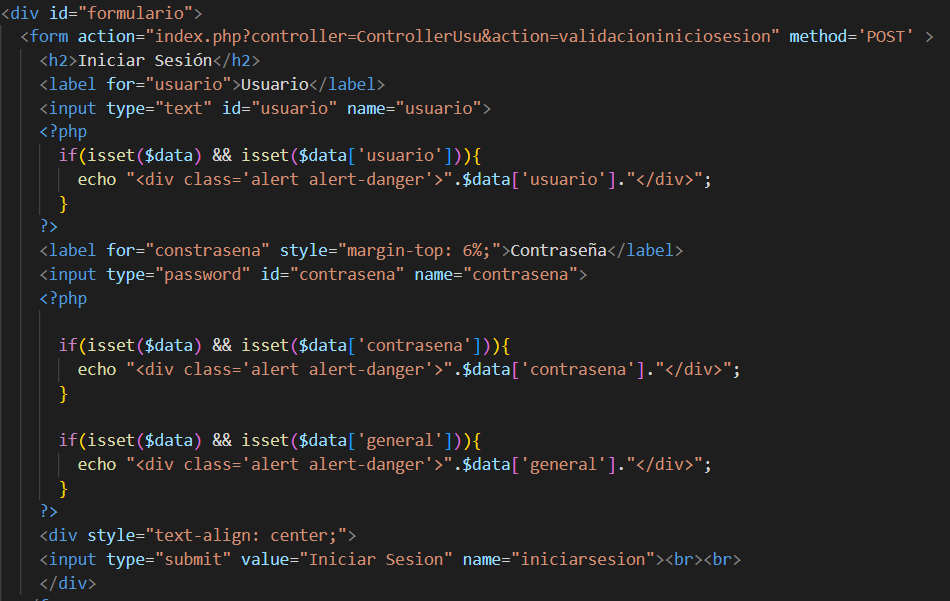 <div id="formulario">
<form action="index.php?controller=ControllerUsu&action=validacioniniciosesion" method='POST' >
<h2>Iniciar Sesión</h2>
<label for="usuario">Usuario</label>
<input type="text" id="usuario" name="usuario">
<?php
if(isset($data) && isset($data['usuario'])){
echo "<div class='alert alert-danger'>".$data['usuario']."</div>";
}
?>
<label for="constrasena" style="margin-top: 6%;">Contraseña</label>
<input type="password" id="contrasena" name="contrasena">
<?php
if(isset($data) && isset($data['contrasena'])){
echo "<div class='alert alert-danger'>".$data['contrasena']."</div>";
}
if(isset($data) && isset($data['general'])){
echo "<div class='alert alert-danger'>".$data['general']."</div>";
}
?>
<div style="text-align: center;">
<input type="submit" value="Iniciar Sesion" name="iniciarsesion"><br><br>
</div>